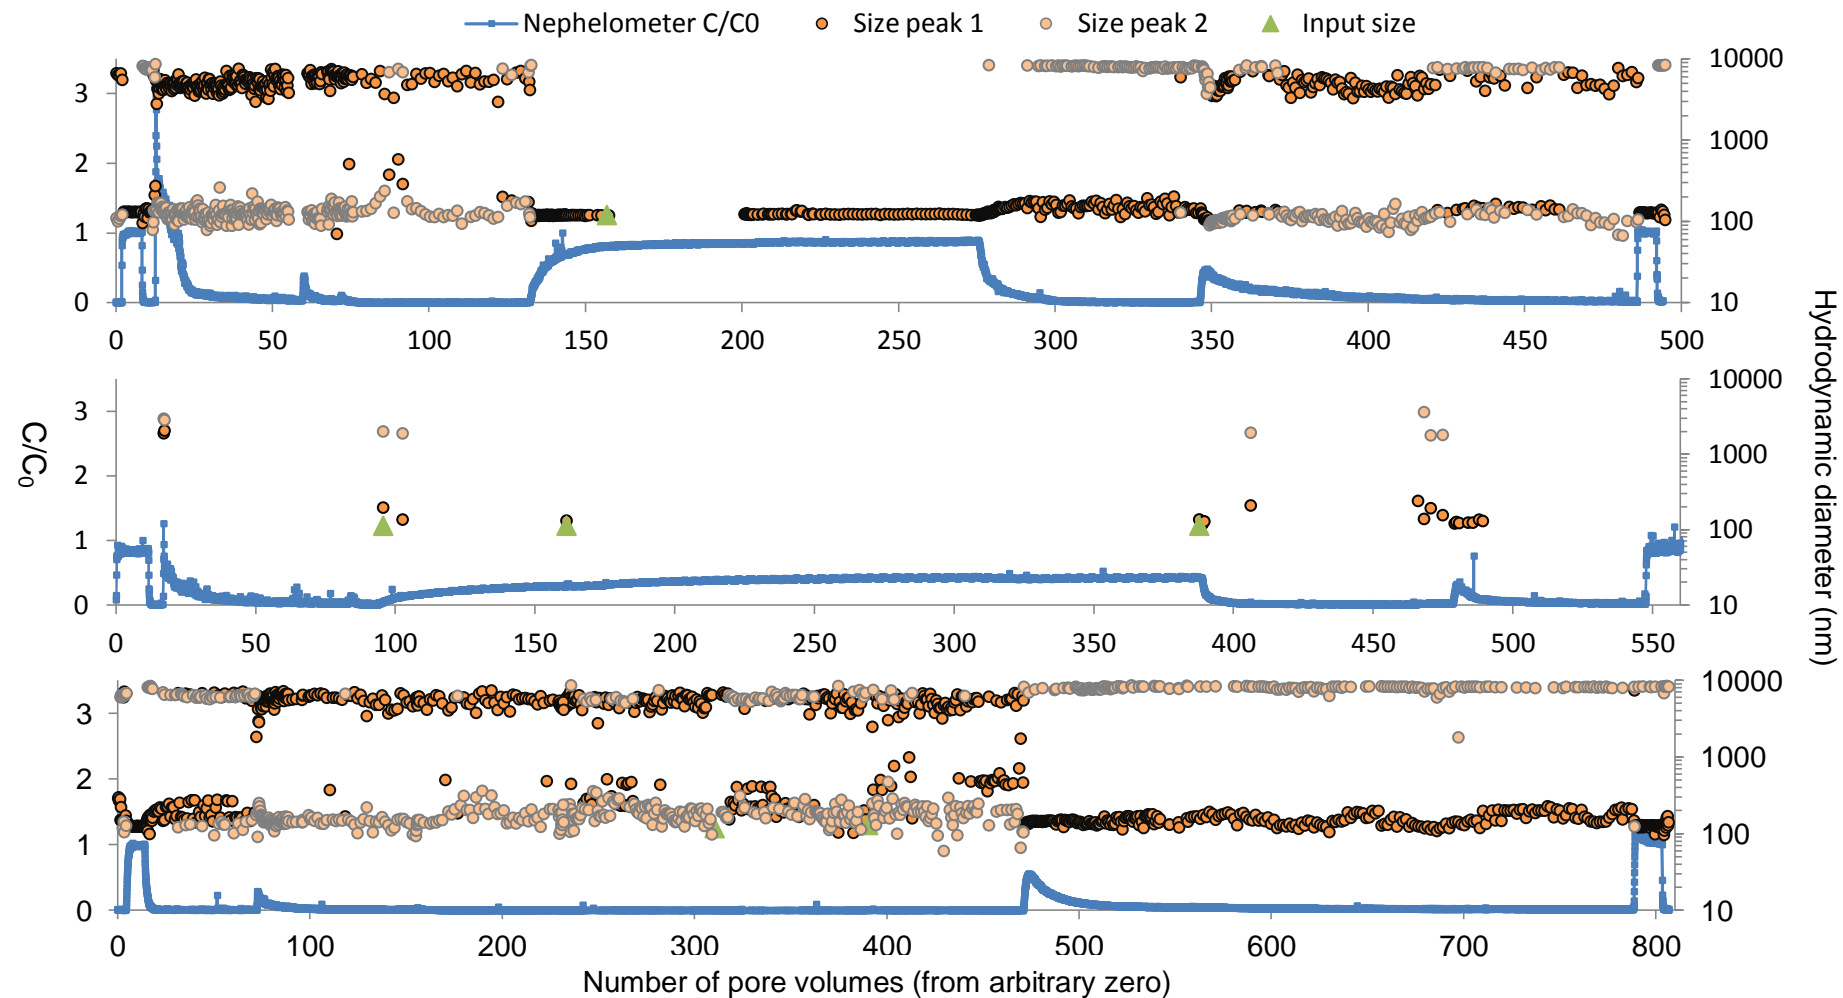 Nephelometer C/C0 Size peak 1 Size peak 2 Input size
3 10000
2 1000
1 100
0 10
0 50 100 150 200 250 300 350 400 450 500
3 10000
2 1000
1 100
0 10
0 50 100 150 200 250 300 350 400 450 500 550
3 10000
2 1000
1 100
0 10
0 100 200 300 400 500 600 700 800
C/C0
Hydrodynamic diameter (nm)
Number of pore volumes (from arbitrary zero)